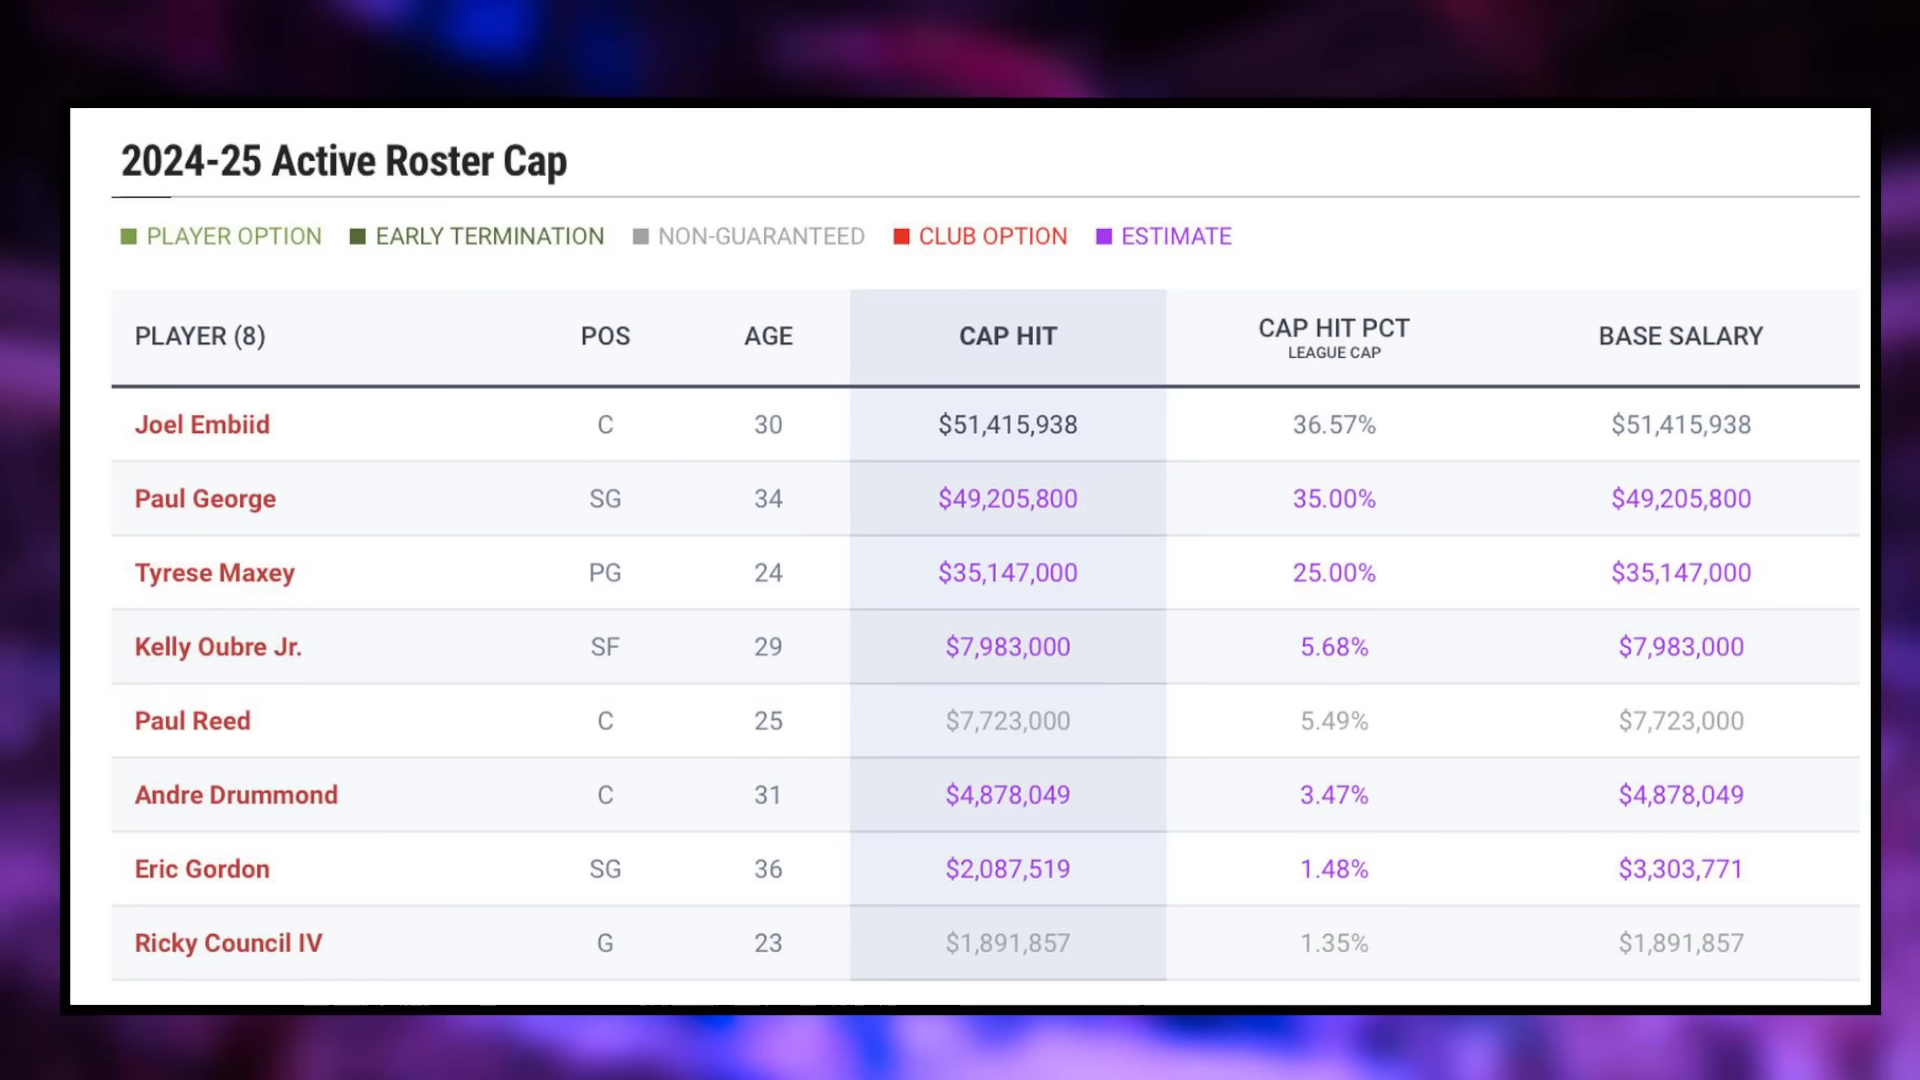 2024-25 Active Roster Cap
PLAYER OPTION EARLY TERMINATION NON-GUARANTEED CLUB OPTION ESTIMATE
PLAYER (8) POS AGE CAP HIT CAP HIT PCT BASE SALARY
LEAGUE CAP
Joel Embiid C 30 $51,415,938 36.57% $51,415,938
Paul George SG 34 $49,205,800 35.00% $49,205,800
Tyrese Maxey PG 24 $35,147,000 25.00% $35,147,000
Kelly Oubre Jr. SF 29 $7,983,000 5.68% $7,983,000
Paul Reed C 25 $7,723,000 5.49% $7,723,000
Andre Drummond C 31 $4,878,049 3.47% $4,878,049
Eric Gordon SG 36 $2,087,519 1.48% $3,303,771
Ricky Council IV G 23 $1,891,857 1.35% $1,891,857